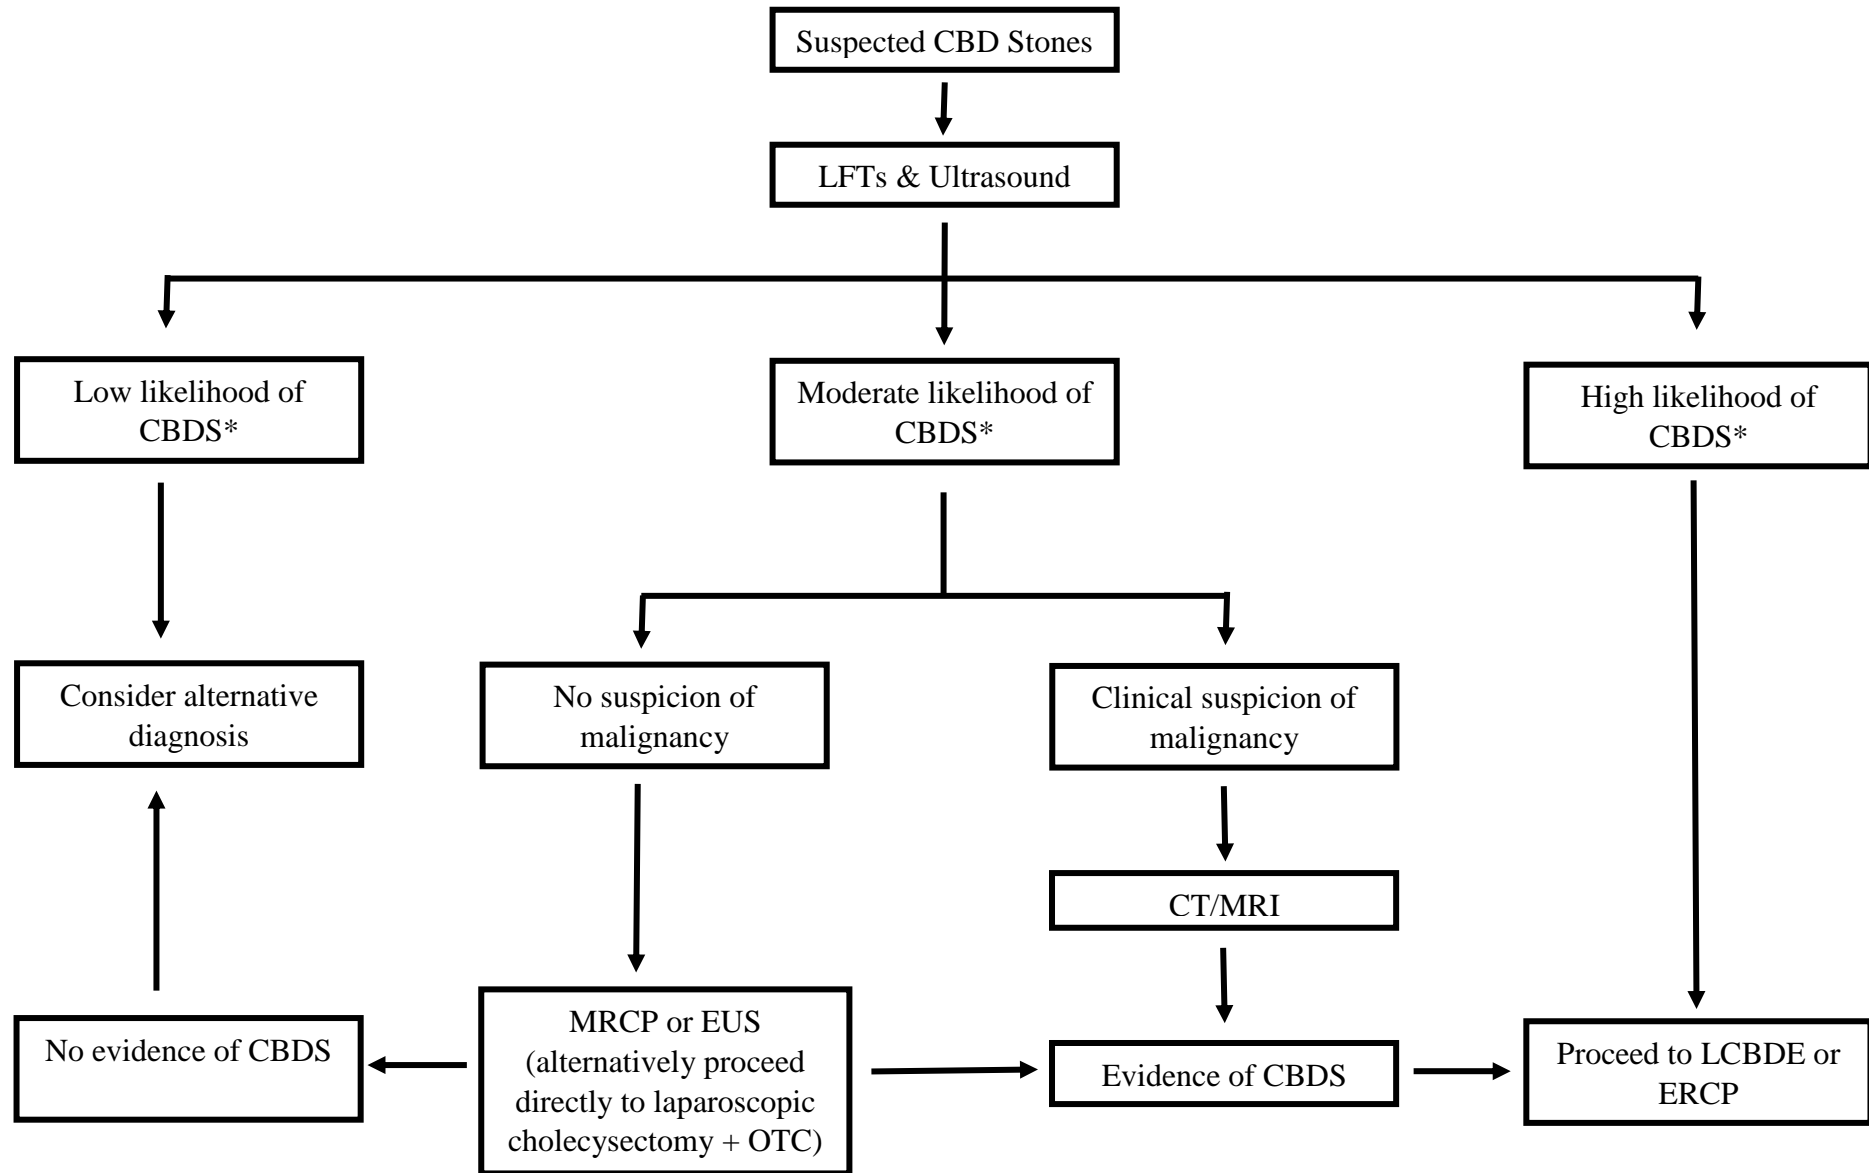 Suspected CBD Stones
LFTs & Ultrasound
Low likelihood of
CBDS*
Moderate likelihood of
CBDS*
High likelihood of
CBDS*
Consider alternative
diagnosis
No suspicion of
malignancy
Clinical suspicion of
malignancy
CT/MRI
No evidence of CBDS
MRCP or EUS
(alternatively proceed
directly to laparoscopic
cholecysectomy + OTC)
Evidence of CBDS
Proceed to LCBDE or
ERCP